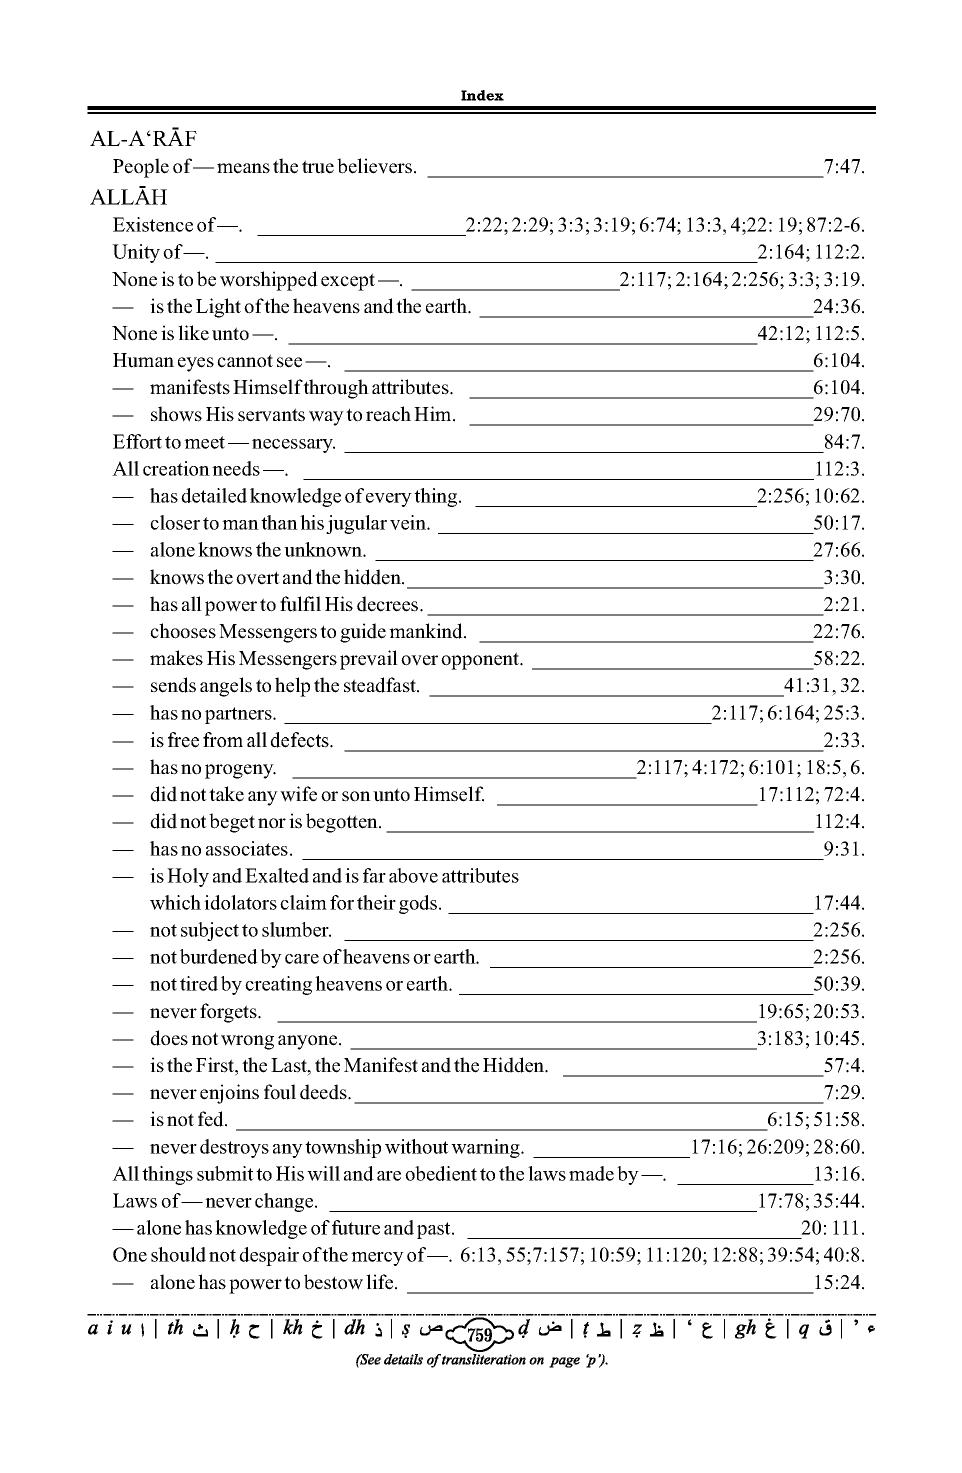 Index
AL-A‘RĀF
People of — means the true believers. 7:47.
ALLĀH
Existence of —. 2:22; 2:29; 3:3; 3:19; 6:74; 13:3, 4;22: 19; 87:2-6.
Unity of —. 2:164; 112:2.
None is to be worshipped except —. 2:117; 2:164; 2:256; 3:3; 3:19.
— is the Light of the heavens and the earth. 24:36.
None is like unto —. 42:12; 112:5.
Human eyes cannot see —. 6:104.
— manifests Himself through attributes. 6:104.
— shows His servants way to reach Him. 29:70.
Effort to meet — necessary. 84:7.
All creation needs —. 112:3.
— has detailed knowledge of every thing. 2:256; 10:62.
— closer to man than his jugular vein. 50:17.
— alone knows the unknown. 27:66.
— knows the overt and the hidden. 3:30.
— has all power to fulfil His decrees. 2:21.
— chooses Messengers to guide mankind. 22:76.
— makes His Messengers prevail over opponent. 58:22.
— sends angels to help the steadfast. 41:31, 32.
— has no partners. 2:117; 6:164; 25:3.
— is free from all defects. 2:33.
— has no progeny. 2:117; 4:172; 6:101; 18:5, 6.
— did not take any wife or son unto Himself. 17:112; 72:4.
— did not beget nor is begotten. 112:4.
— has no associates. 9:31.
— is Holy and Exalted and is far above attributes
which idolators claim for their gods. 17:44.
— not subject to slumber. 2:256.
— not burdened by care of heavens or earth. 2:256.
— not tired by creating heavens or earth. 50:39.
— never forgets. 19:65; 20:53.
— does not wrong anyone. 3:183; 10:45.
— is the First, the Last, the Manifest and the Hidden. 57:4.
— never enjoins foul deeds. 7:29.
— is not fed. 6:15; 51:58.
— never destroys any township without warning. 17:16; 26:209; 28:60.
All things submit to His will and are obedient to the laws made by —. 13:16.
Laws of — never change. 17:78; 35:44.
— alone has knowledge of future and past. 20: 111.
One should not despair of the mercy of —. 6:13, 55;7:157; 10:59; 11:120; 12:88; 39:54; 40:8.
— alone has power to bestow life. 15:24.
a i u ا | th ث | ḥ ح | kh خ | dh ذ | ṣ ص 759 ḍ ض | ṭ ط | ẓ ظ | ‘ ع | gh غ | q ق | ’ ء
(See details of transliteration on page ‘p’).